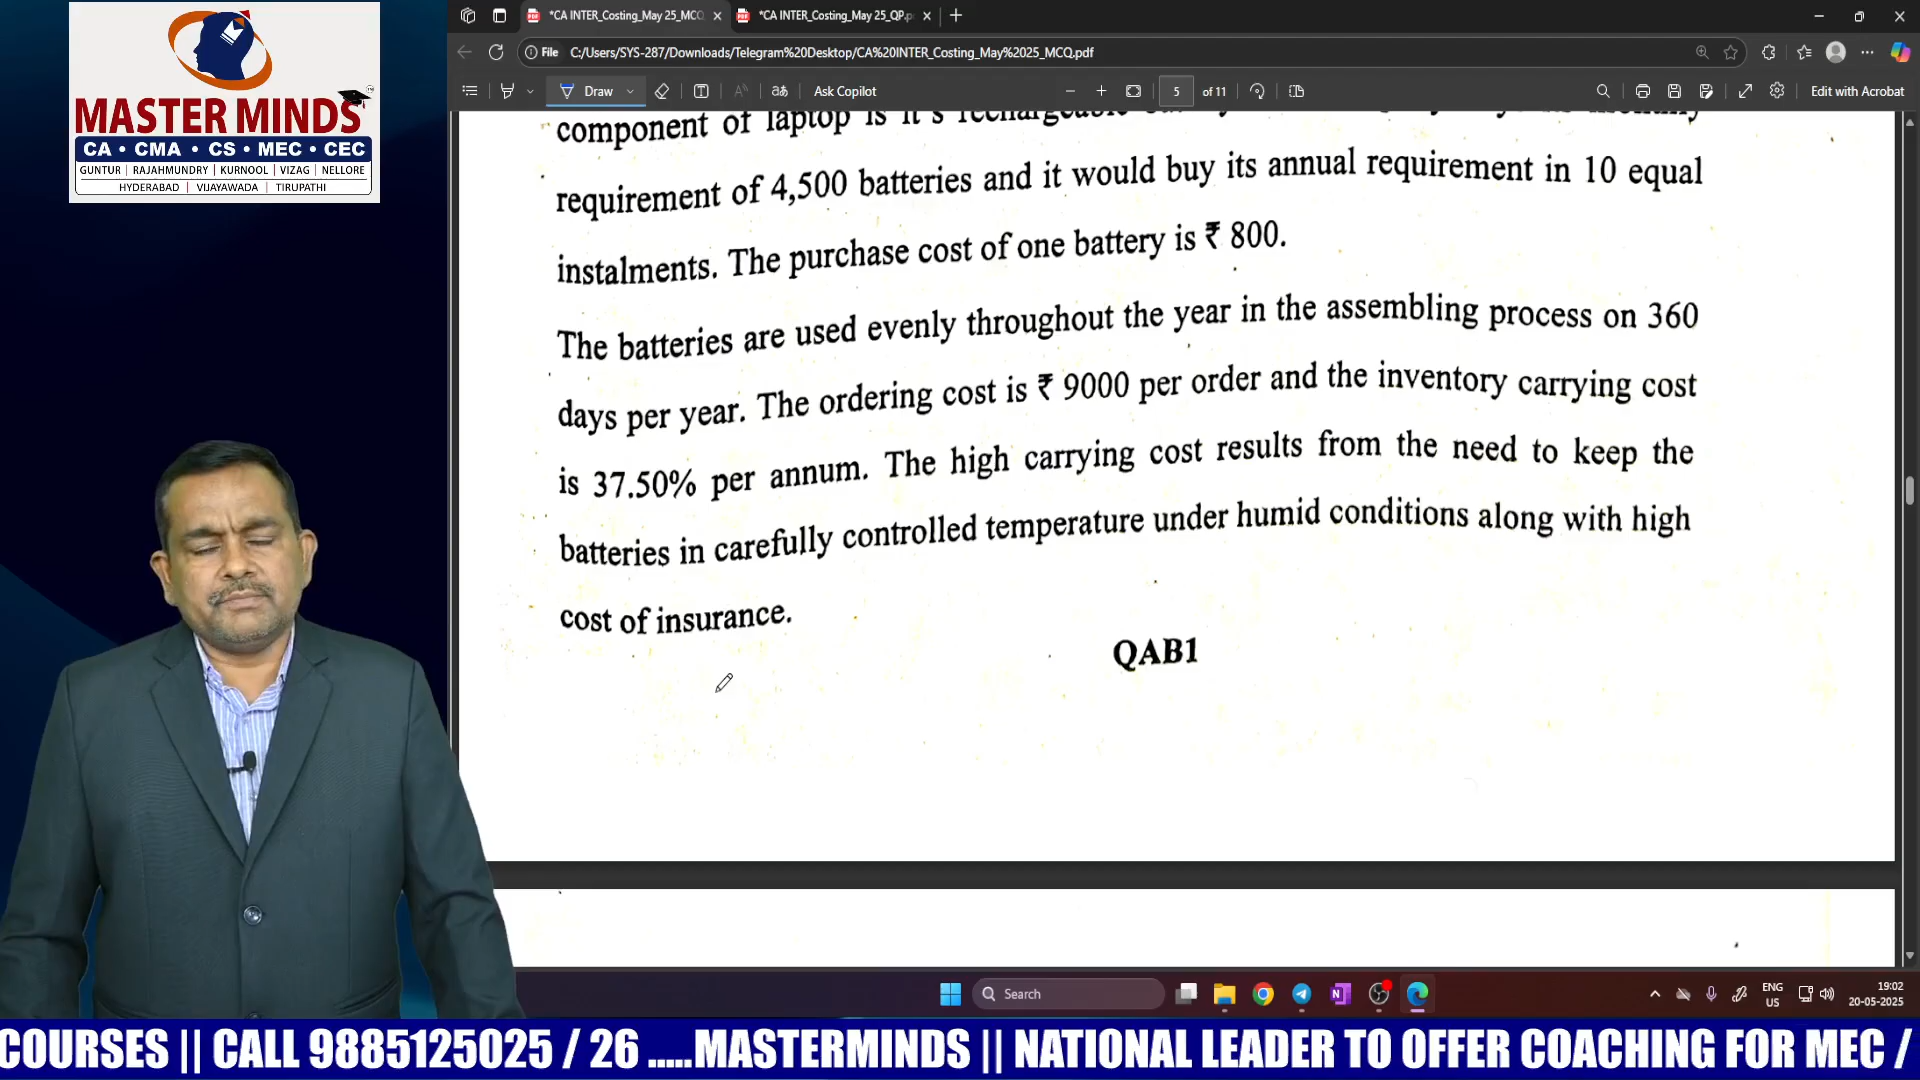 MASTER MINDS
CA • CMA • CS • MEC • CEC
GUNTUR | RAJAHMUNDRY | KURNOOL | VIZAG | NELLORE
HYDERABAD | VIJAYAWADA | TIRUPATHI
*CA INTER_Costing_May 25_MCQ
*CA INTER_Costing_May 25_QP.p
File C:/Users/SYS-287/Downloads/Telegram%20Desktop/CA%20INTER_Costing_May%2025_MCQ.pdf
Draw
Ask Copilot
5 of 11
Edit with Acrobat
component of laptop is it's rechargeable
requirement of 4,500 batteries and it would buy its annual requirement in 10 equal
instalments. The purchase cost of one battery is ₹ 800.
The batteries are used evenly throughout the year in the assembling process on 360
days per year. The ordering cost is ₹ 9000 per order and the inventory carrying cost
is 37.50% per annum. The high carrying cost results from the need to keep the
batteries in carefully controlled temperature under humid conditions along with high
cost of insurance.
QAB1
Search
ENG
US
19:02
20-05-2025
COURSES || CALL 9885125025 / 26 .....MASTERMINDS || NATIONAL LEADER TO OFFER COACHING FOR MEC /